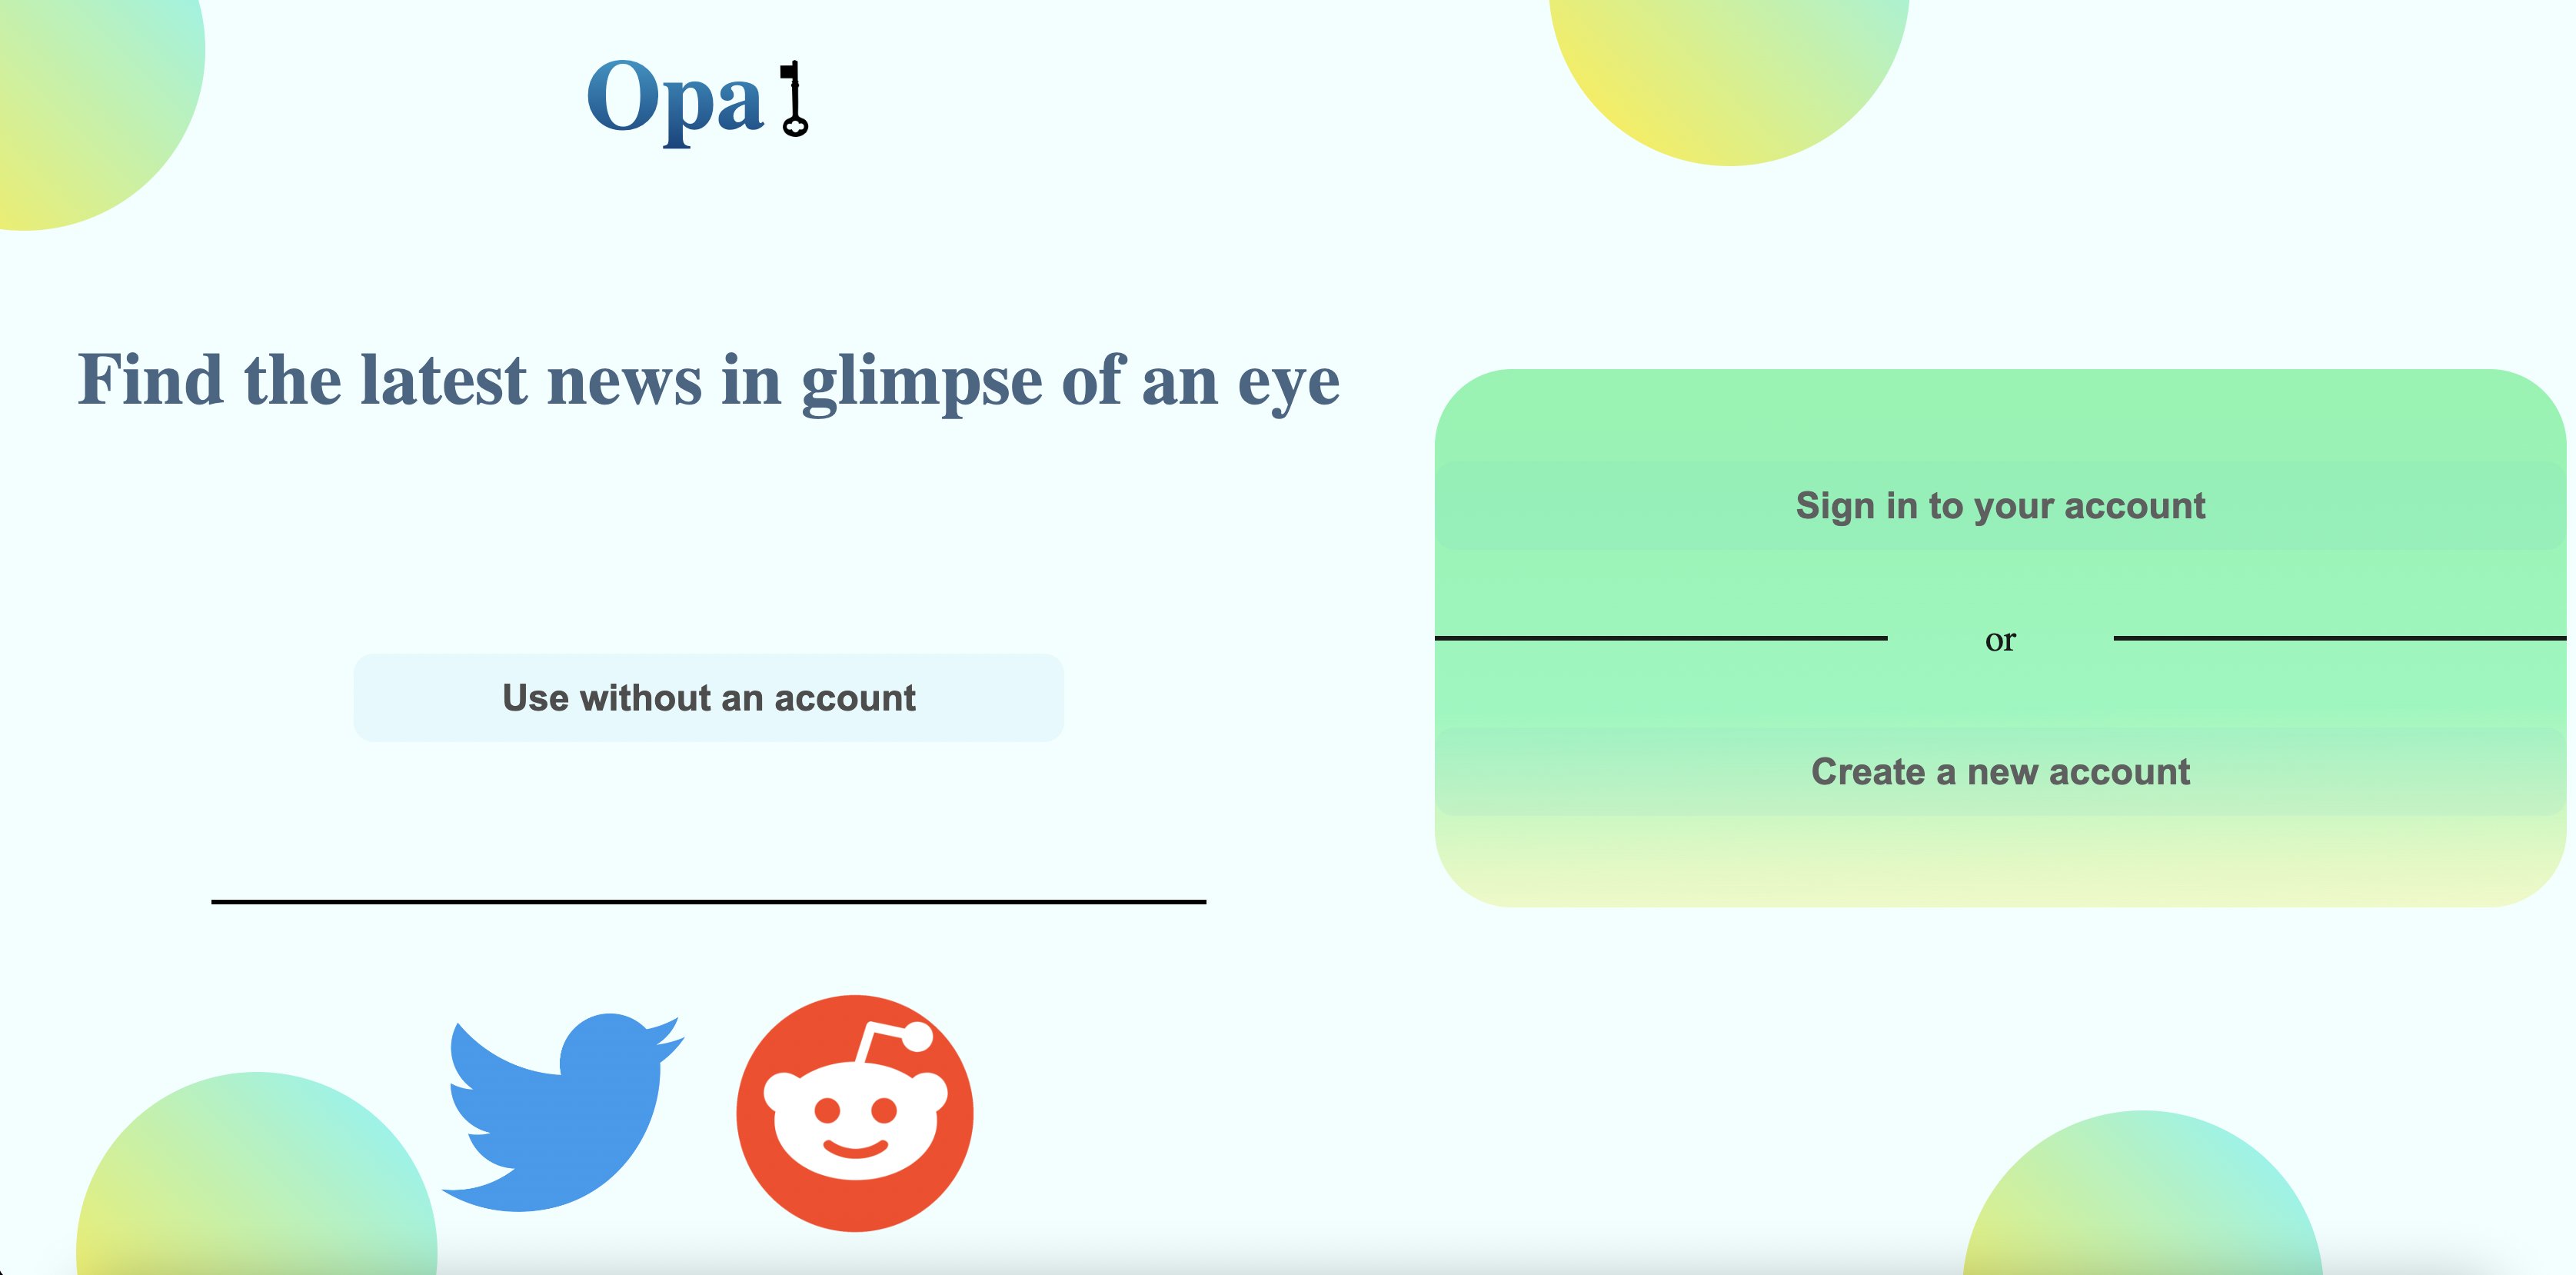 Opa
Find the latest news in glimpse of an eye
Use without an account
Sign in to your account
or
Create a new account